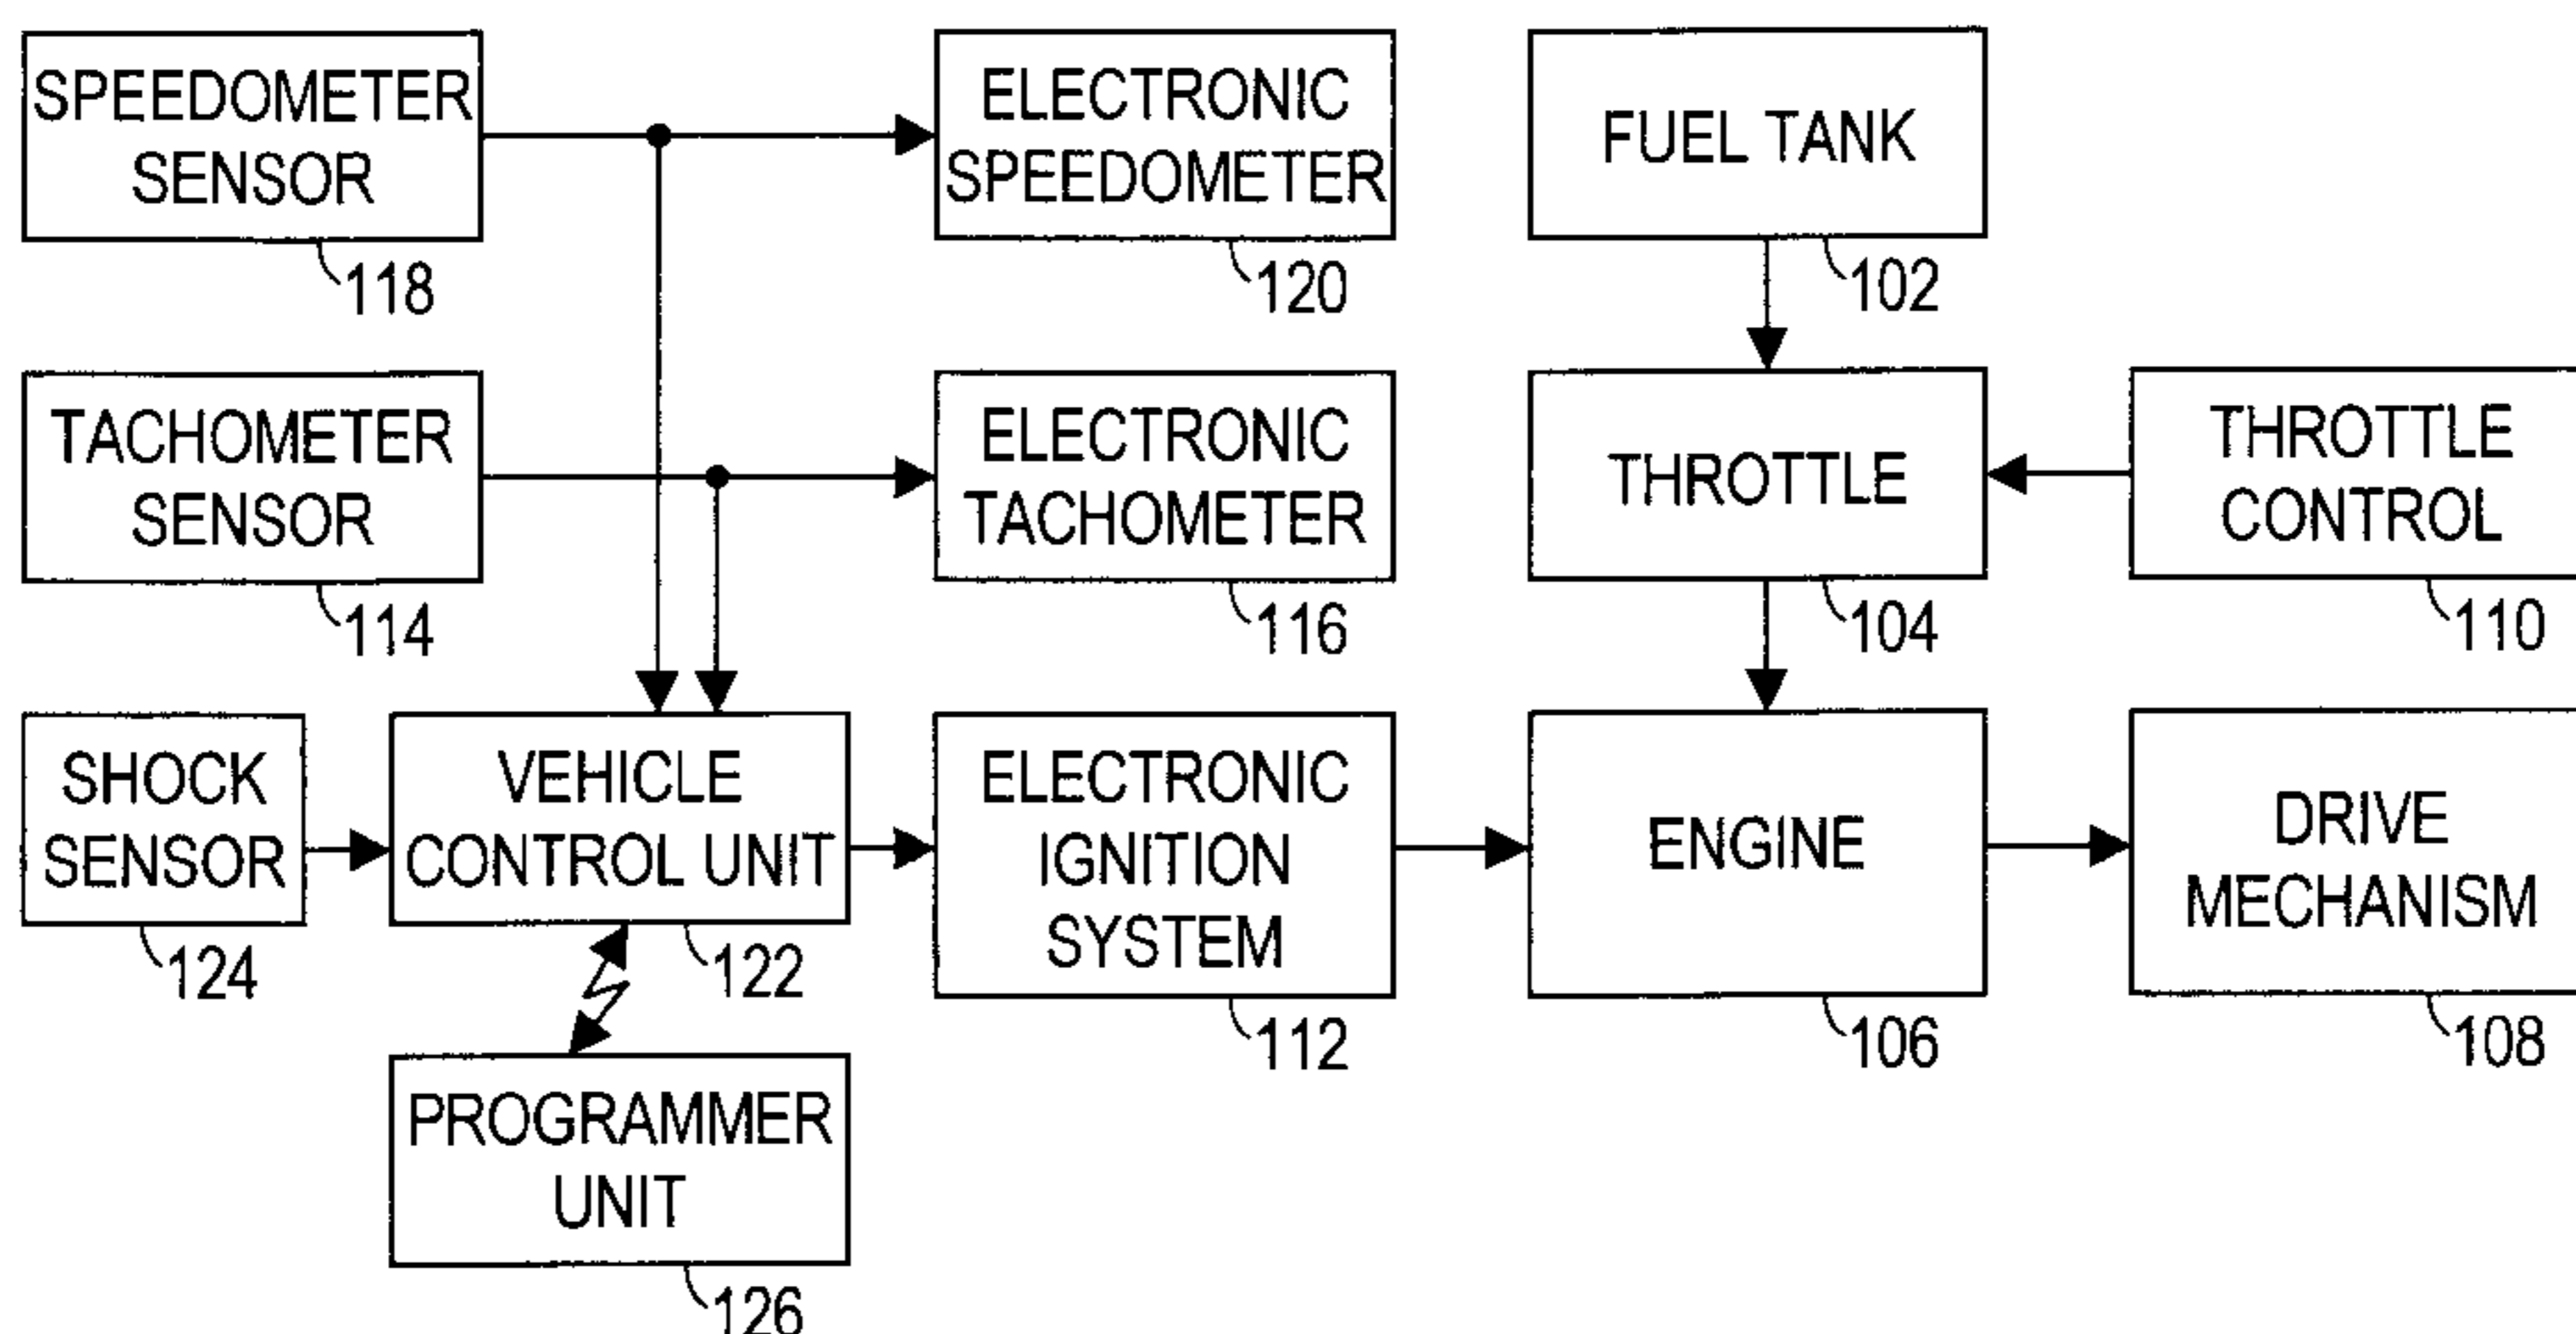 SPEEDOMETER
SENSOR
118
ELECTRONIC
SPEEDOMETER
120
FUEL TANK
102
TACHOMETER
SENSOR
114
ELECTRONIC
TACHOMETER
116
THROTTLE
104
THROTTLE
CONTROL
110
SHOCK
SENSOR
124
VEHICLE
CONTROL UNIT
122
ELECTRONIC
IGNITION
SYSTEM
112
ENGINE
106
DRIVE
MECHANISM
108
PROGRAMMER
UNIT
126